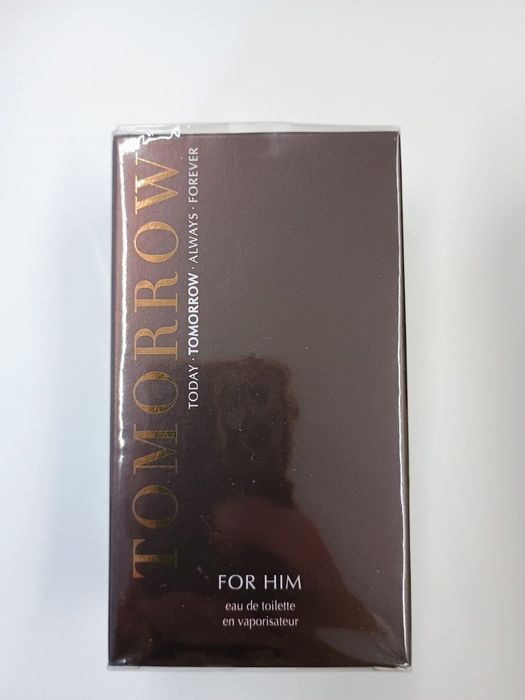 TOMORROW
TODAY · TOMORROW · ALWAYS · FOREVER
FOR HIM
eau de toilette
en vaporisateur